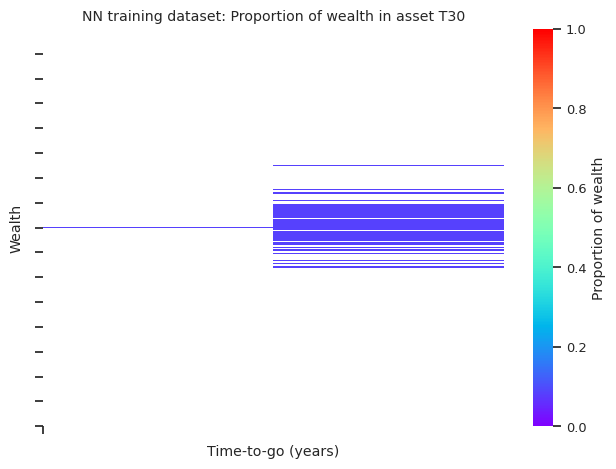 NN training dataset: Proportion of wealth in asset T30
Wealth
Time-to-go (years)
1.0
0.8
0.6
0.4
0.2
0.0
Proportion of wealth